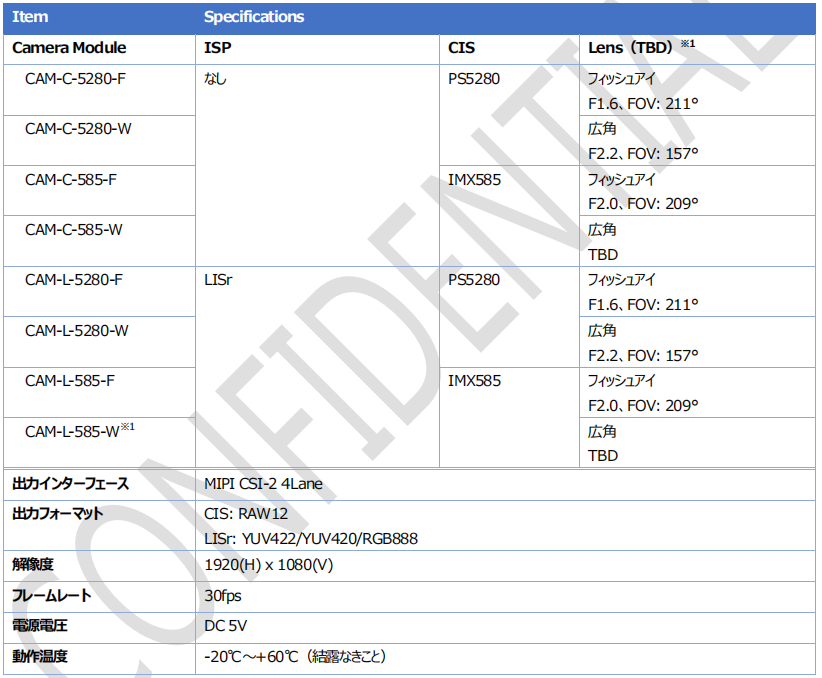 Item Specifications
Camera Module ISP CIS Lens（TBD）※1
CAM-C-5280-F なし PS5280 フィッシュアイ
F1.6、FOV: 211°
CAM-C-5280-W 広角
F2.2、FOV: 157°
CAM-C-585-F IMX585 フィッシュアイ
F2.0、FOV: 209°
CAM-C-585-W 広角
TBD
CAM-L-5280-F LISr PS5280 フィッシュアイ
F1.6、FOV: 211°
CAM-L-5280-W 広角
F2.2、FOV: 157°
CAM-L-585-F IMX585 フィッシュアイ
F2.0、FOV: 209°
CAM-L-585-W※1 広角
TBD
出力インターフェース MIPI CSI-2 4Lane
出力フォーマット CIS: RAW12
LISr: YUV422/YUV420/RGB888
解像度 1920(H) x 1080(V)
フレームレート 30fps
電源電圧 DC 5V
動作温度 -20℃～+60℃（結露なきこと）
CONFIDENTIAL